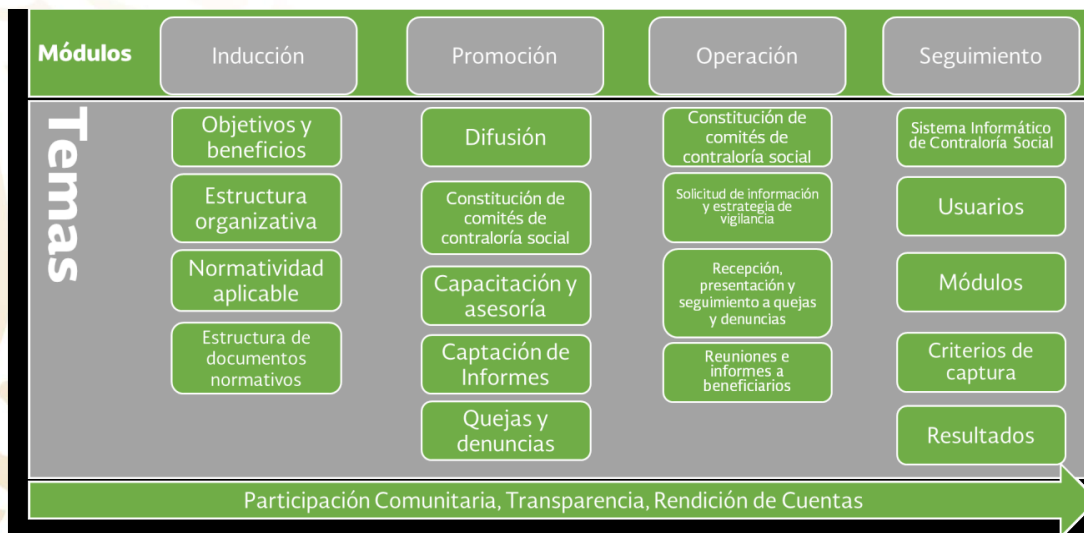 Módulos
Inducción
Promoción
Operación
Seguimiento
Temas
Objetivos y
beneficios
Estructura
organizativa
Normatividad
aplicable
Estructura de
documentos
normativos
Difusión
Constitución de
comités de
contraloría social
Capacitación y
asesoría
Captación de
Informes
Quejas y
denuncias
Constitución de
comités de
contraloría social
Solicitud de información
y estrategia de
vigilancia
Recepción,
presentación y
seguimiento a quejas
y denuncias
Reuniones e
informes a
beneficiarios
Sistema Informático
de Contraloría Social
Usuarios
Módulos
Criterios de
captura
Resultados
Participación Comunitaria, Transparencia, Rendición de Cuentas